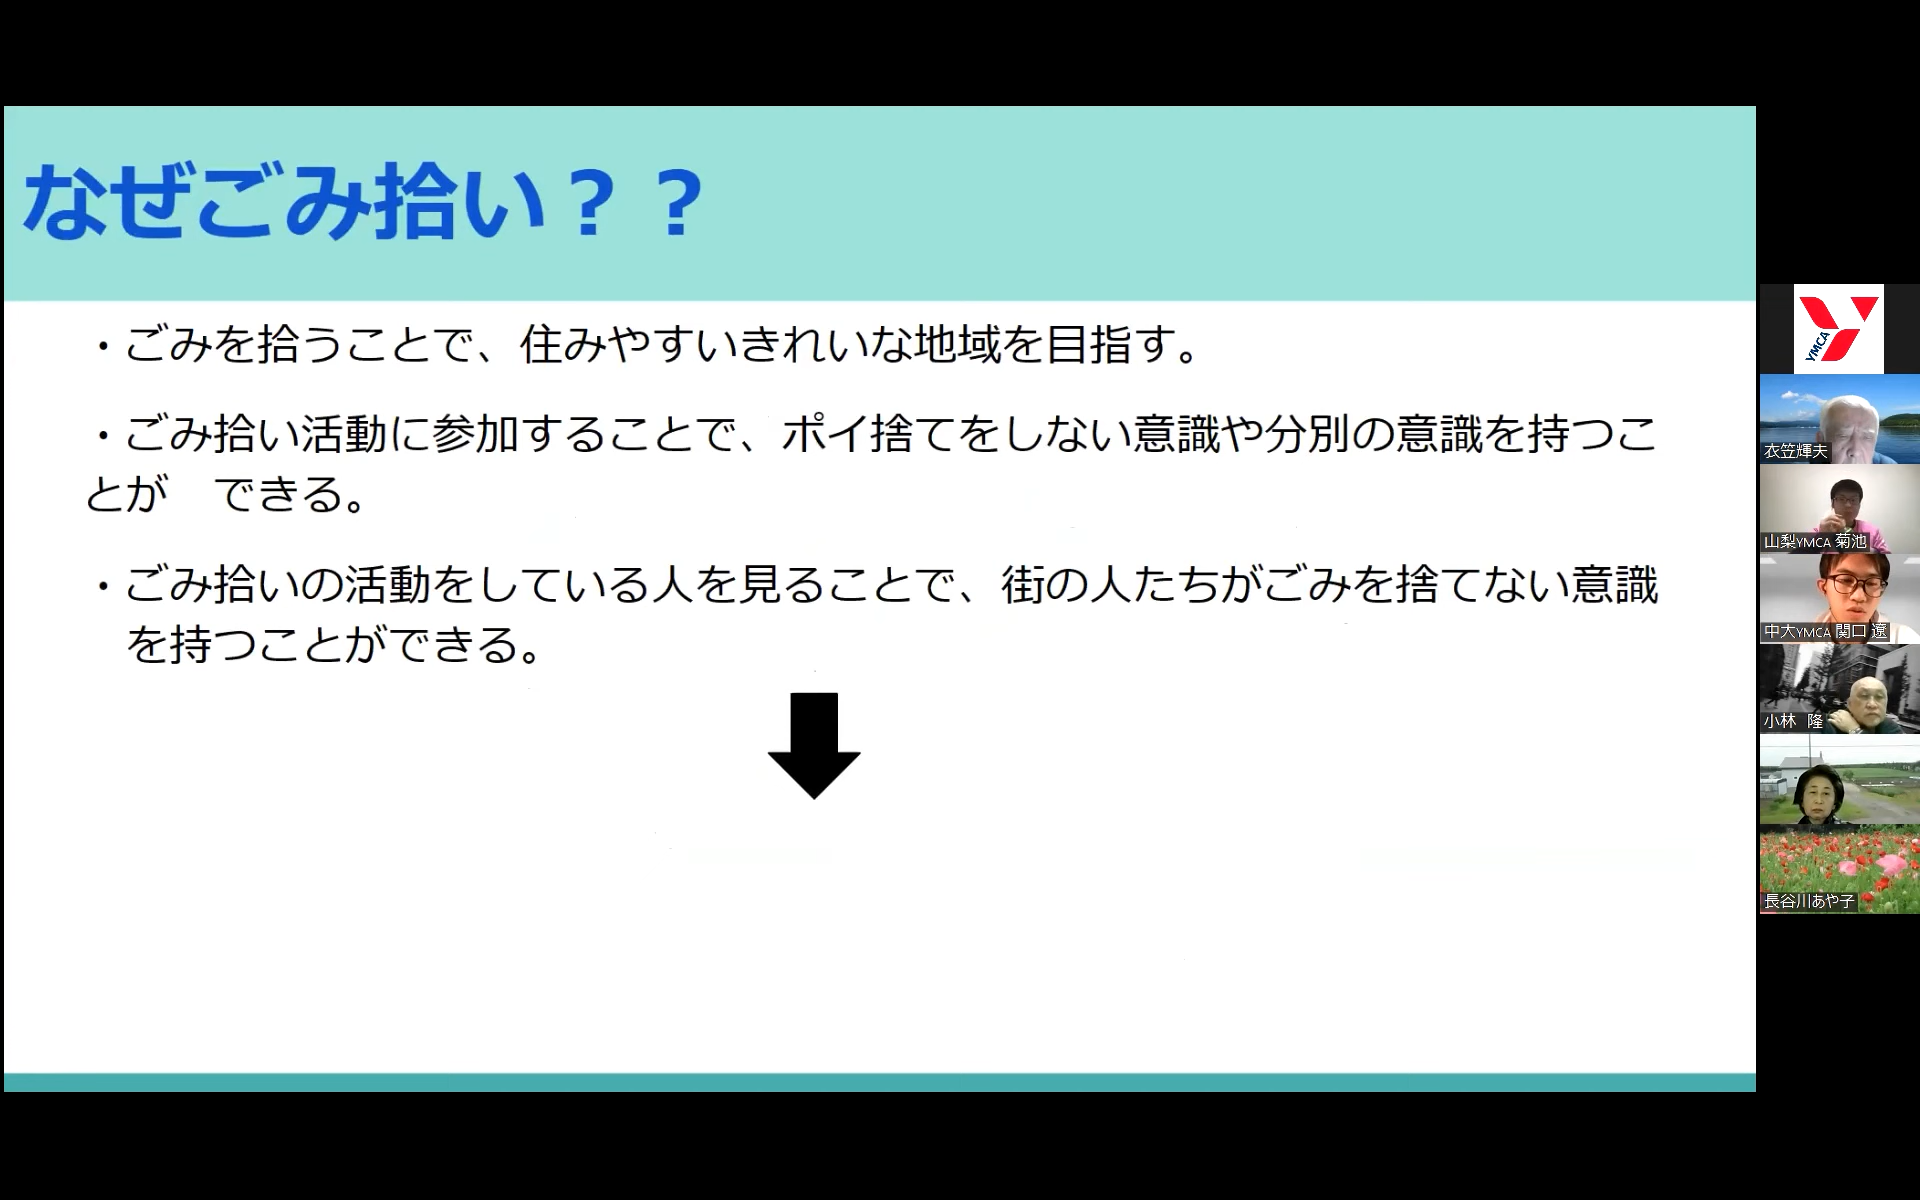 なぜごみ拾い？？
・ごみを拾うことで、住みやすいきれいな地域を目指す。
・ごみ拾い活動に参加することで、ポイ捨てをしない意識や分別の意識を持つこ
とが　できる。
・ごみ拾いの活動をしている人を見ることで、街の人たちがごみを捨てない意識
を持つことができる。
YMCA
衣笠輝夫
山梨YMCA 菊池
中大YMCA 関口 遼
小林　隆
長谷川あや子